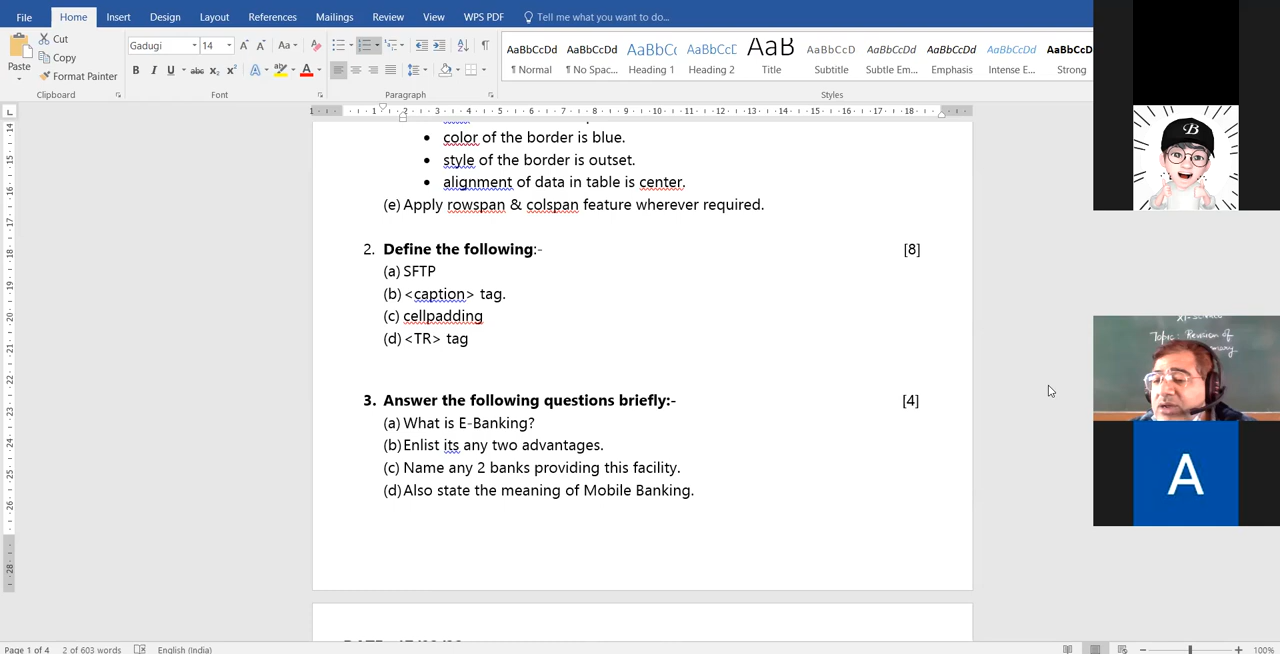 File Home Insert Design Layout References Mailings Review View WPS PDF Tell me what you want to do...
Cut
Copy
Format Painter
Paste
Gadugi 14
Clipboard Font Paragraph Styles
AaBbCcDd AaBbCcDd AaBbCc AaBbCcD AaB AaBbCcD AaBbCcDd AaBbCcDd AaBbCcDd AaBbCcD
¶ Normal ¶ No Spac... Heading 1 Heading 2 Title Subtitle Subtle Em... Emphasis Intense E... Strong
• color of the border is blue.
• style of the border is outset.
• alignment of data in table is center.
(e) Apply rowspan & colspan feature wherever required.
2. Define the following:- [8]
(a) SFTP
(b) <caption> tag.
(c) cellpadding
(d) <TR> tag
3. Answer the following questions briefly:- [4]
(a) What is E-Banking?
(b) Enlist its any two advantages.
(c) Name any 2 banks providing this facility.
(d) Also state the meaning of Mobile Banking.
B
XI-Science
Topic: Revision of
A
Page 1 of 4 2 of 603 words English (India) 100%